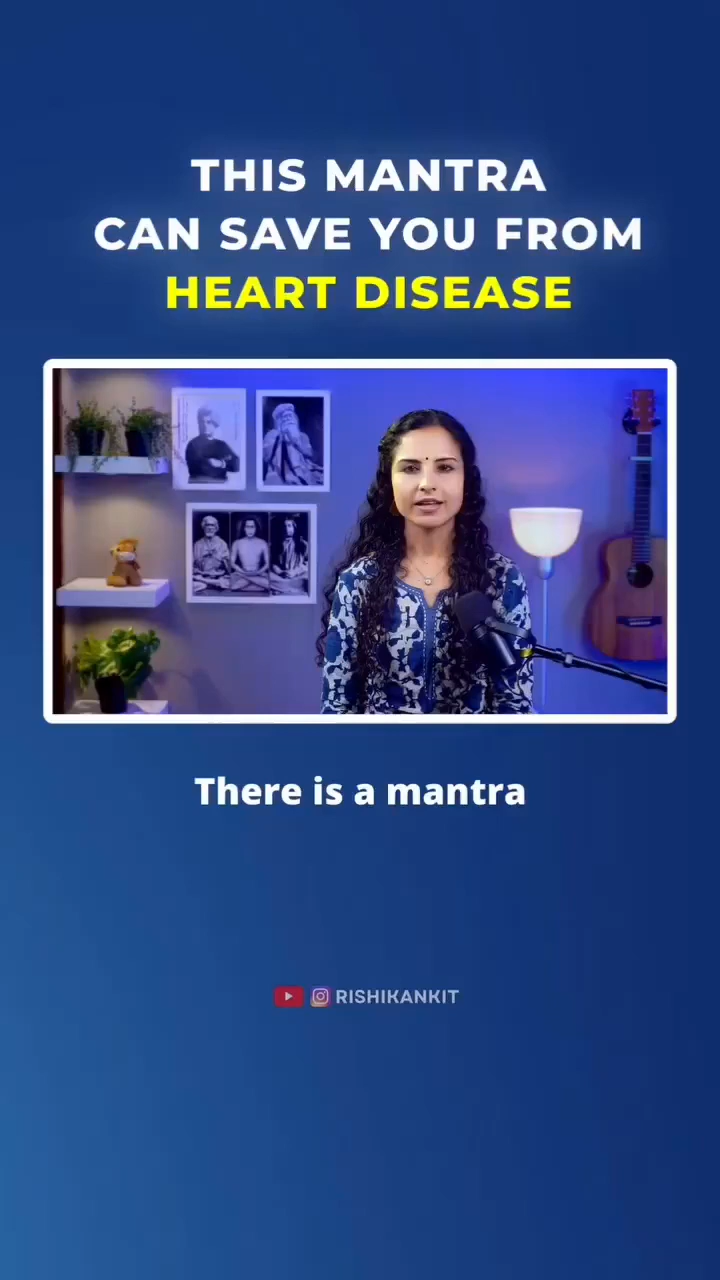 THIS MANTRA
CAN SAVE YOU FROM
HEART DISEASE
There is a mantra
RISHIKANKIT